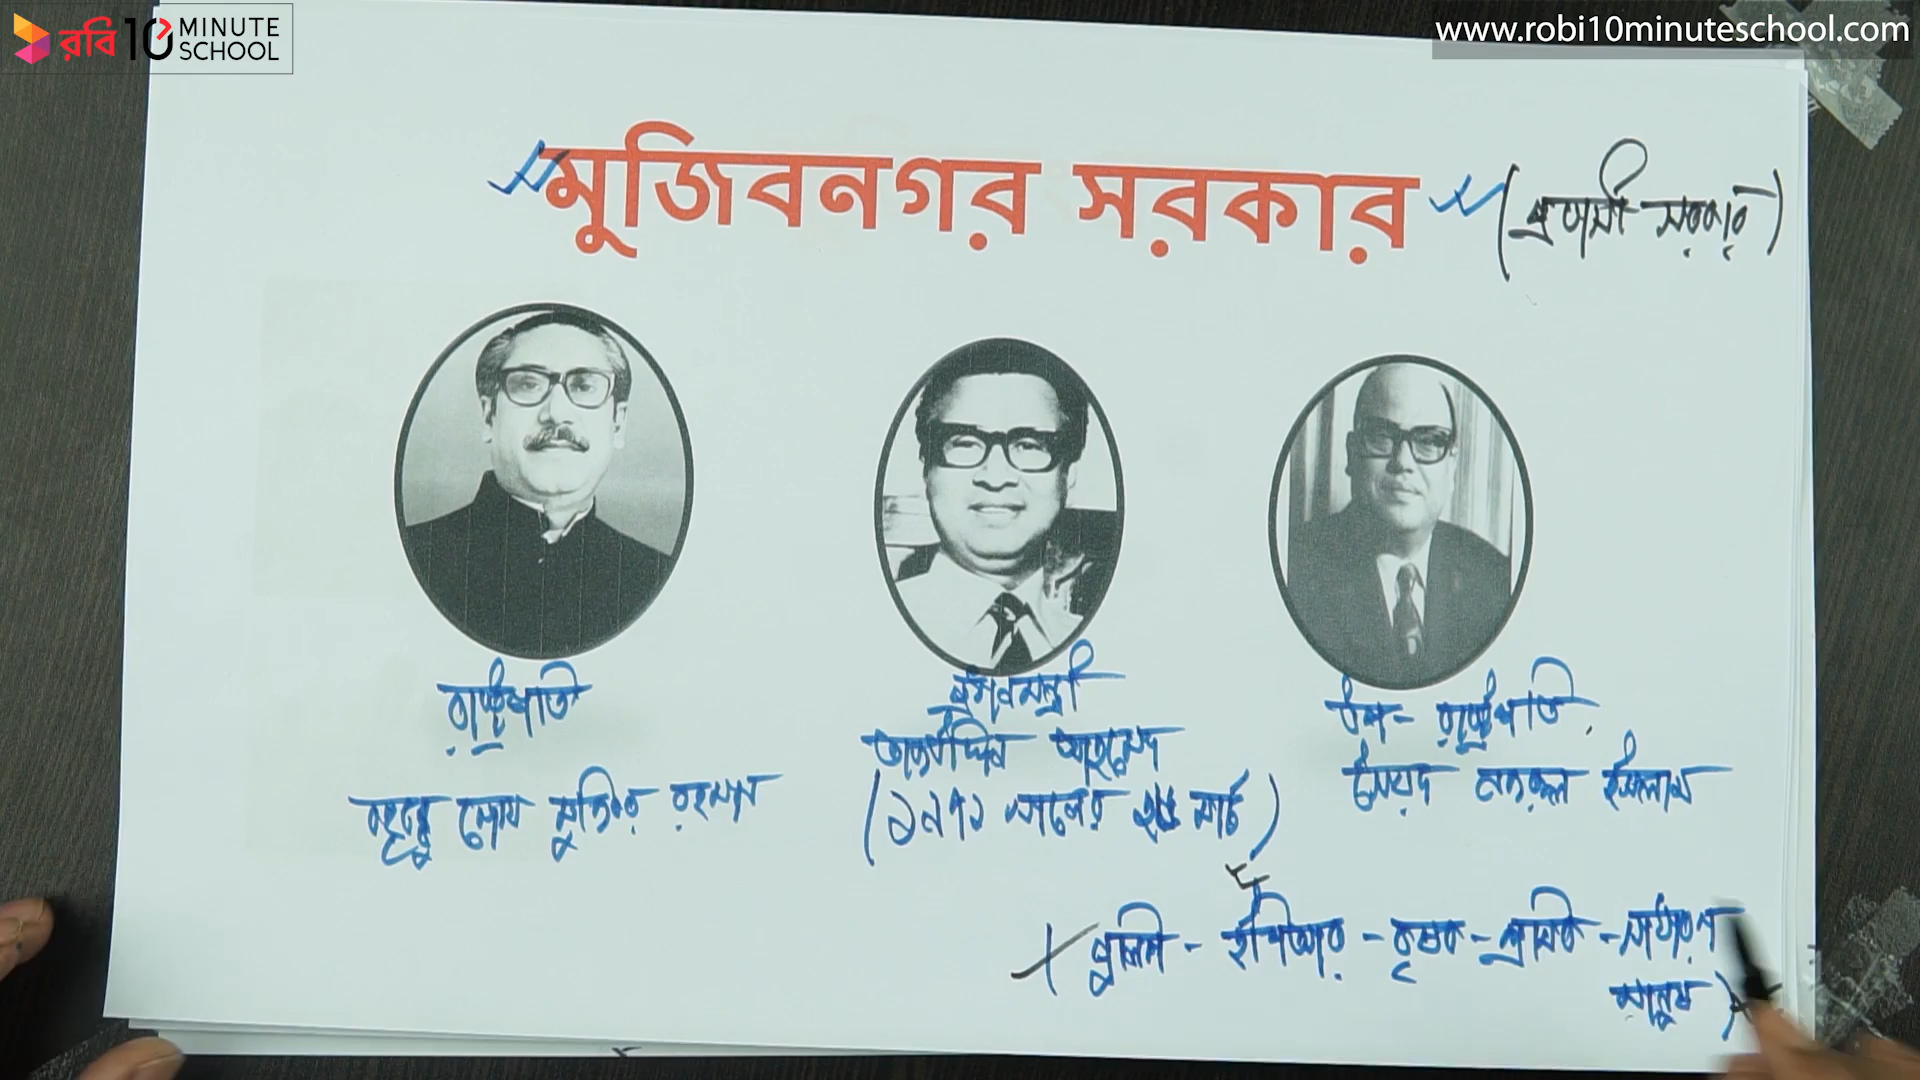 রবি 10 MINUTE SCHOOL
www.robi10minuteschool.com
মুজিবনগর সরকার (প্রবাসী সরকার)
রাষ্ট্রপতি
বঙ্গবন্ধু শেখ মুজিবুর রহমান
প্রধানমন্ত্রী
তাজউদ্দিন আহমেদ
(১৯৭১ সালের মার্চ)
উপ-রাষ্ট্রপতি
সৈয়দ নজরুল ইসলাম
পুলিশ - ইপিআর - কৃষক - শ্রমিক - সাধারণ
মানুষ